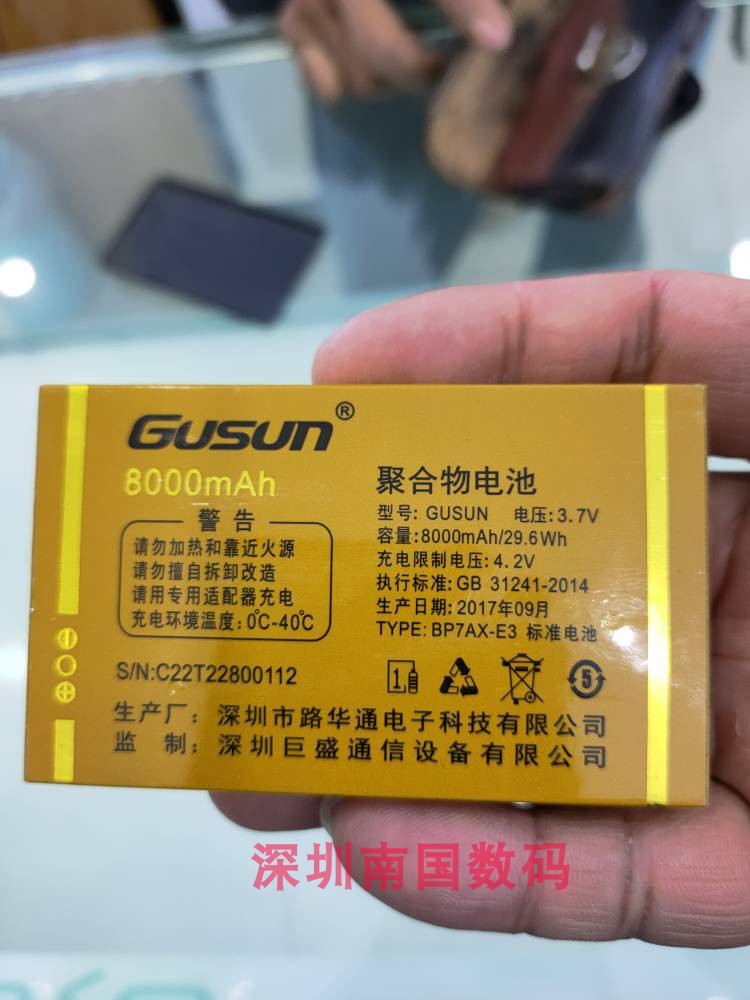 GUSUN®
8000mAh
警告
请勿加热和靠近火源
请勿擅自拆卸改造
请用专用适配器充电
充电环境温度:0℃-40℃
聚合物电池
型号: GUSUN 电压: 3.7V
容量: 8000mAh/29.6Wh
充电限制电压: 4.2V
执行标准: GB 31241-2014
生产日期: 2017年09月
TYPE: BP7AX-E3 标准电池
S/N:C22T22800112
1
5
生产厂: 深圳市路华通电子科技有限公司
监 制: 深圳巨盛通信设备有限公司
深圳南国数码